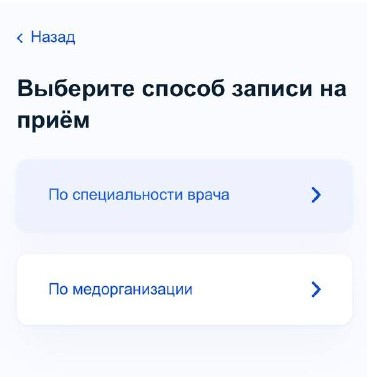 Назад
Выберите способ записи на
приём
По специальности врача
По медорганизации